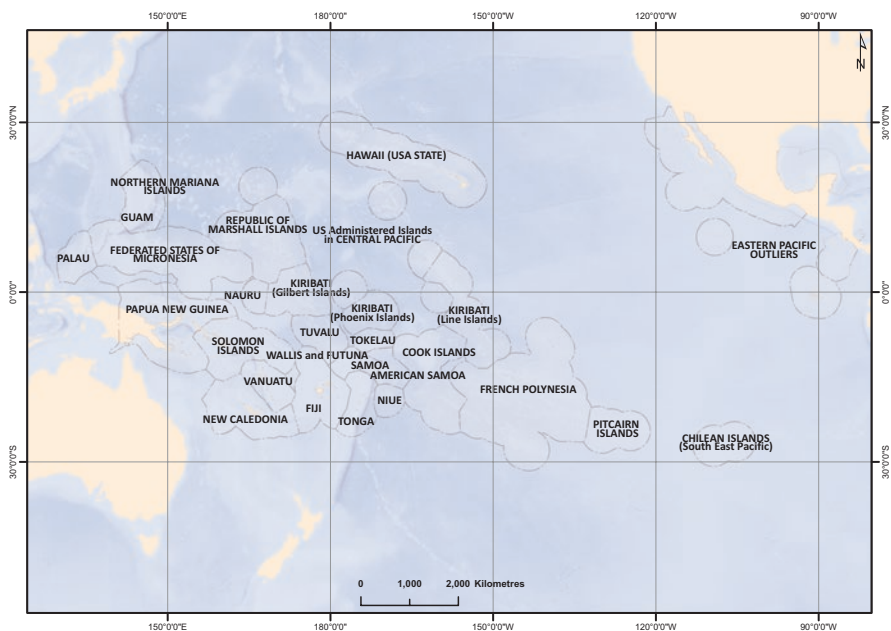 150°0'0"E 180°0'0" 150°0'0"W 120°0'0"W 90°0'0"W
N
30°0'0"N 30°0'0"N
HAWAII (USA STATE)
NORTHERN MARIANA
ISLANDS
GUAM
REPUBLIC OF
MARSHALL ISLANDS
US Administered Islands
in CENTRAL PACIFIC
EASTERN PACIFIC
OUTLIERS
FEDERATED STATES OF
MICRONESIA
PALAU
0°0'0" 0°0'0"
KIRIBATI
(Gilbert Islands)
NAURU
PAPUA NEW GUINEA
KIRIBATI
(Phoenix Islands)
KIRIBATI
(Line Islands)
TUVALU
TOKELAU
SOLOMON
ISLANDS
WALLIS and FUTUNA
COOK ISLANDS
SAMOA
AMERICAN SAMOA
VANUATU
FRENCH POLYNESIA
NIUE
FIJI
NEW CALEDONIA
TONGA
PITCAIRN
ISLANDS
CHILEAN ISLANDS
(South East Pacific)
30°0'0"S 30°0'0"S
0 1,000 2,000 Kilometres
150°0'0"E 180°0'0" 150°0'0"W 120°0'0"W 90°0'0"W